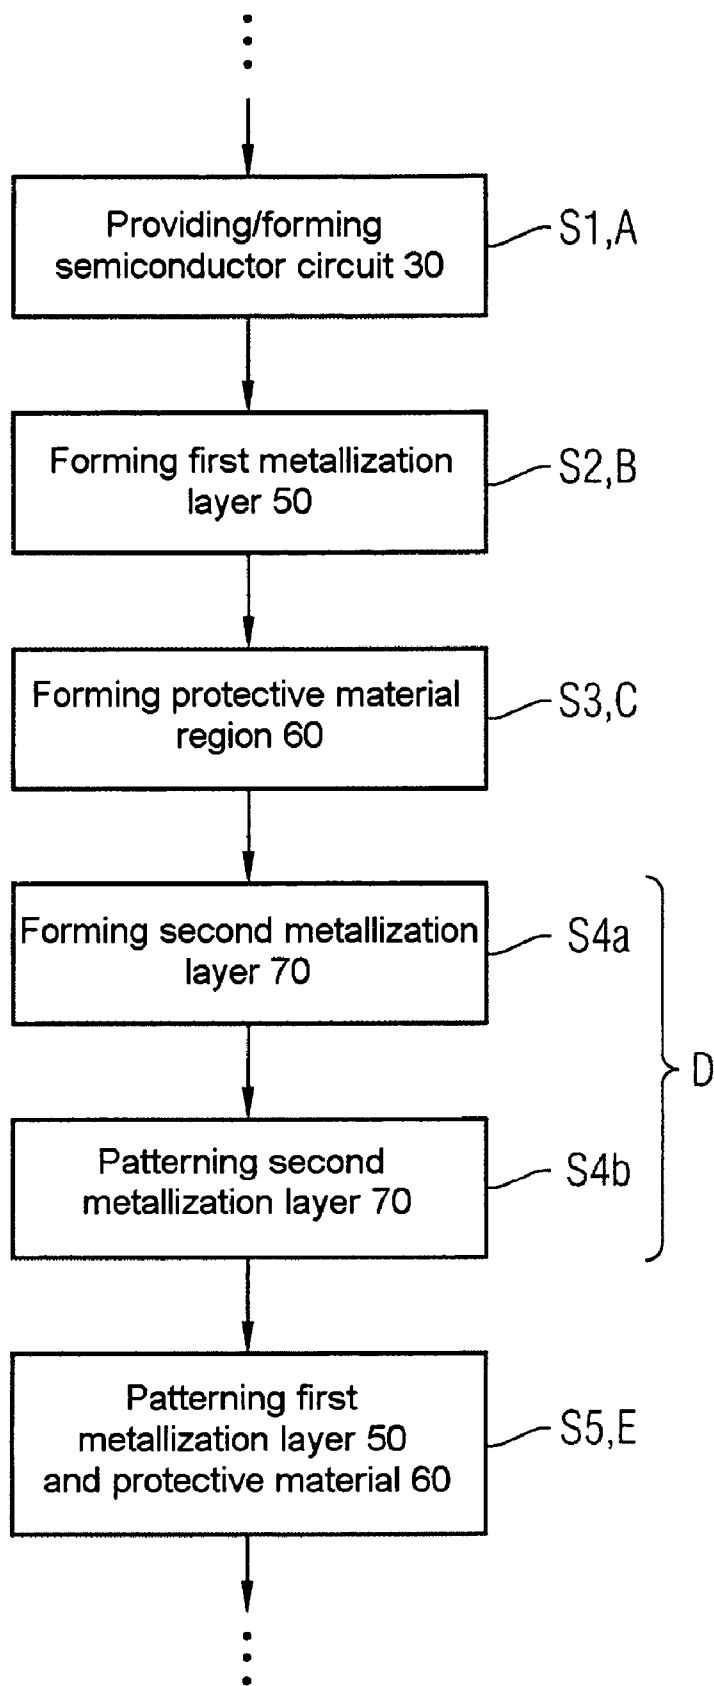 Providing/forming
semiconductor circuit 30
S1,A
Forming first metallization
layer 50
S2,B
Forming protective material
region 60
S3,C
Forming second metallization
layer 70
S4a
D
Patterning second
metallization layer 70
S4b
Patterning first
metallization layer 50
and protective material 60
S5,E